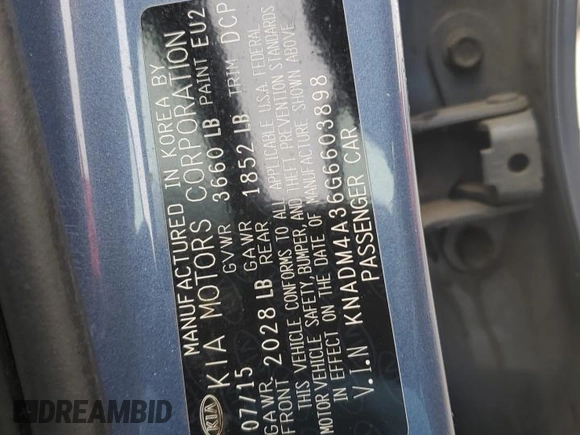 MANUFACTURED IN KOREA BY
KIA KIA MOTORS CORPORATION
07/15 GVWR 3660 LB PAINT EU2
GAWR FRONT 2028 LB GAWR REAR 1852 LB TRIM DCP
THIS VEHICLE CONFORMS TO ALL APPLICABLE U.S.A. FEDERAL
MOTOR VEHICLE SAFETY, BUMPER, AND THEFT PREVENTION STANDARDS
IN EFFECT ON THE DATE OF MANUFACTURE SHOWN ABOVE.
V.I.N KNADM4A36G6603898
PASSENGER CAR
DREAMBID